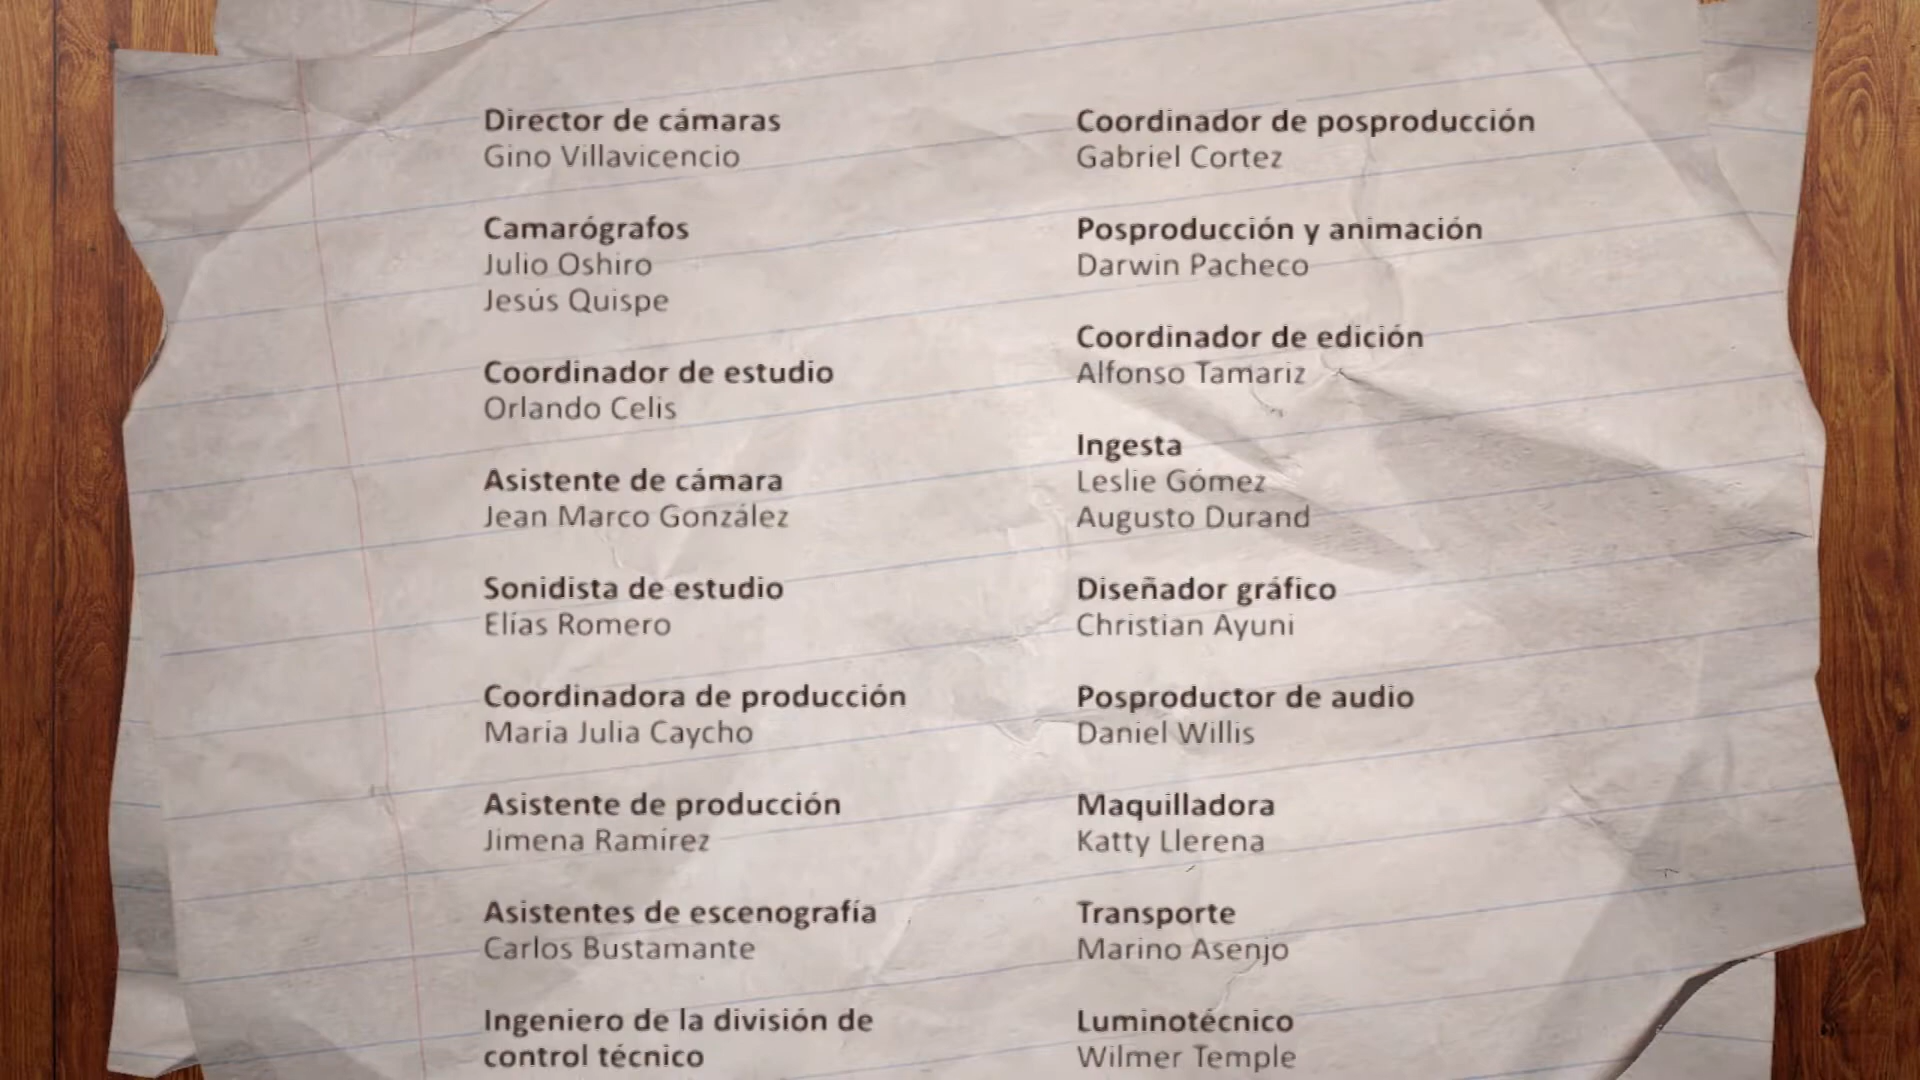 Director de cámaras
Gino Villavicencio
Camarógrafos
Julio Oshiro
Jesús Quispe
Coordinador de estudio
Orlando Celis
Asistente de cámara
Jean Marco González
Sonidista de estudio
Elías Romero
Coordinadora de producción
María Julia Caycho
Asistente de producción
Jimena Ramírez
Asistentes de escenografía
Carlos Bustamante
Ingeniero de la división de
control técnico
Coordinador de posproducción
Gabriel Cortez
Posproducción y animación
Darwin Pacheco
Coordinador de edición
Alfonso Tamariz
Ingesta
Leslie Gómez
Augusto Durand
Diseñador gráfico
Christian Ayuni
Posproductor de audio
Daniel Willis
Maquilladora
Katty Llerena
Transporte
Marino Asenjo
Luminotécnico
Wilmer Temple